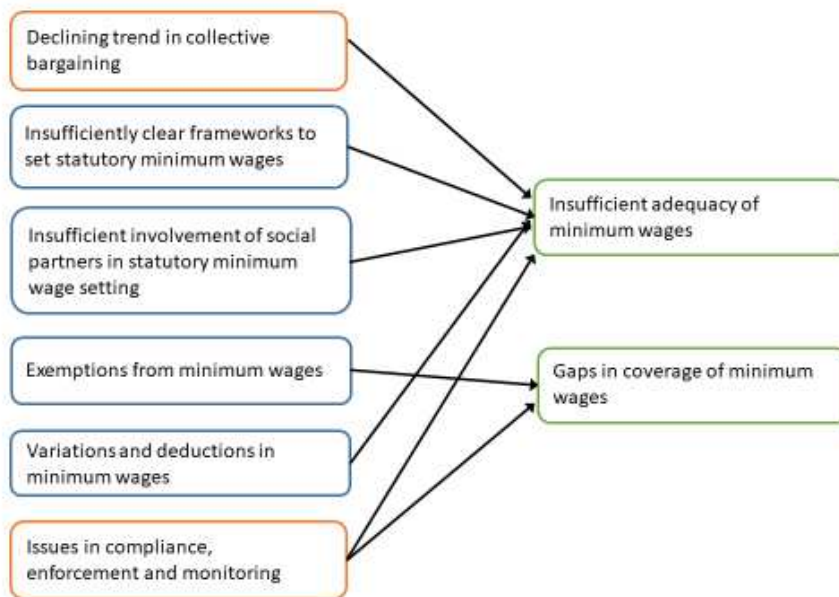 Declining trend in collective
bargaining
Insufficiently clear frameworks to
set statutory minimum wages
Insufficient involvement of social
partners in statutory minimum
wage setting
Exemptions from minimum wages
Variations and deductions in
minimum wages
Issues in compliance,
enforcement and monitoring
Insufficient adequacy of
minimum wages
Gaps in coverage of minimum
wages